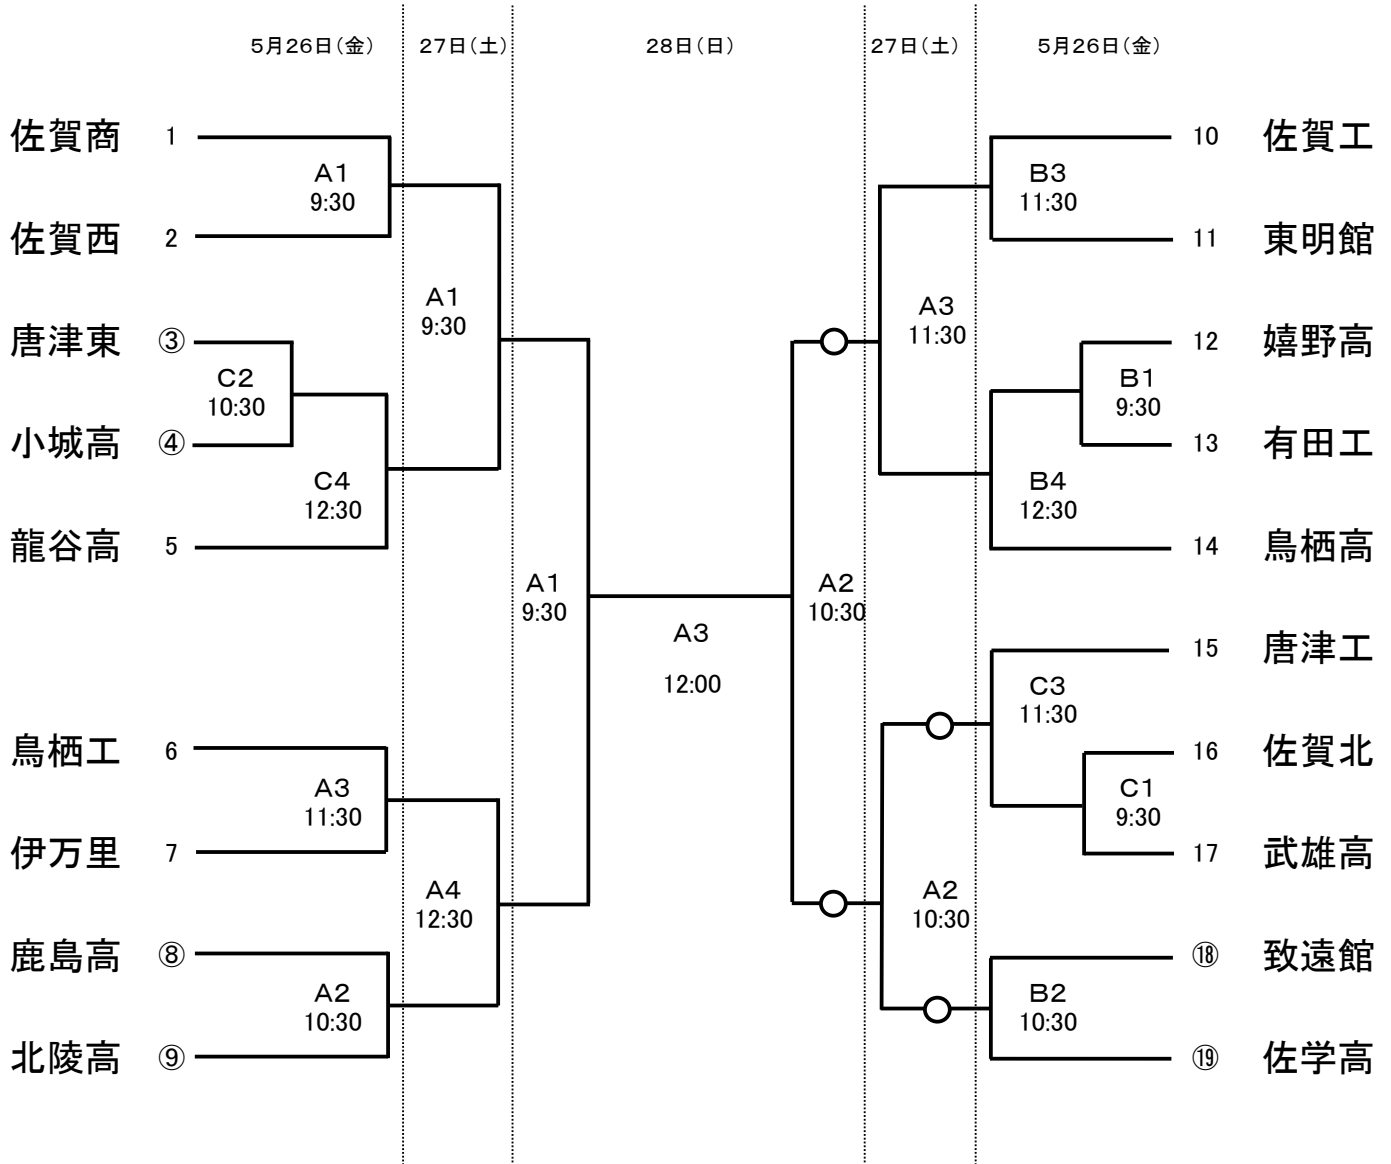 5月26日(金) 27日(土) 28日(日) 27日(土) 5月26日(金)
佐賀商 1
10 佐賀工
A1
9:30
B3
11:30
佐賀西 2
11 東明館
A1
9:30
A3
11:30
唐津東 ③
12 嬉野高
C2
10:30
B1
9:30
小城高 ④
13 有田工
C4
12:30
B4
12:30
龍谷高 5
14 鳥栖高
A1
9:30
A2
10:30
A3
12:00
15 唐津工
C3
11:30
鳥栖工 6
16 佐賀北
A3
11:30
C1
9:30
伊万里 7
17 武雄高
A4
12:30
A2
10:30
鹿島高 ⑧
⑱ 致遠館
A2
10:30
B2
10:30
北陵高 ⑨
⑲ 佐学高